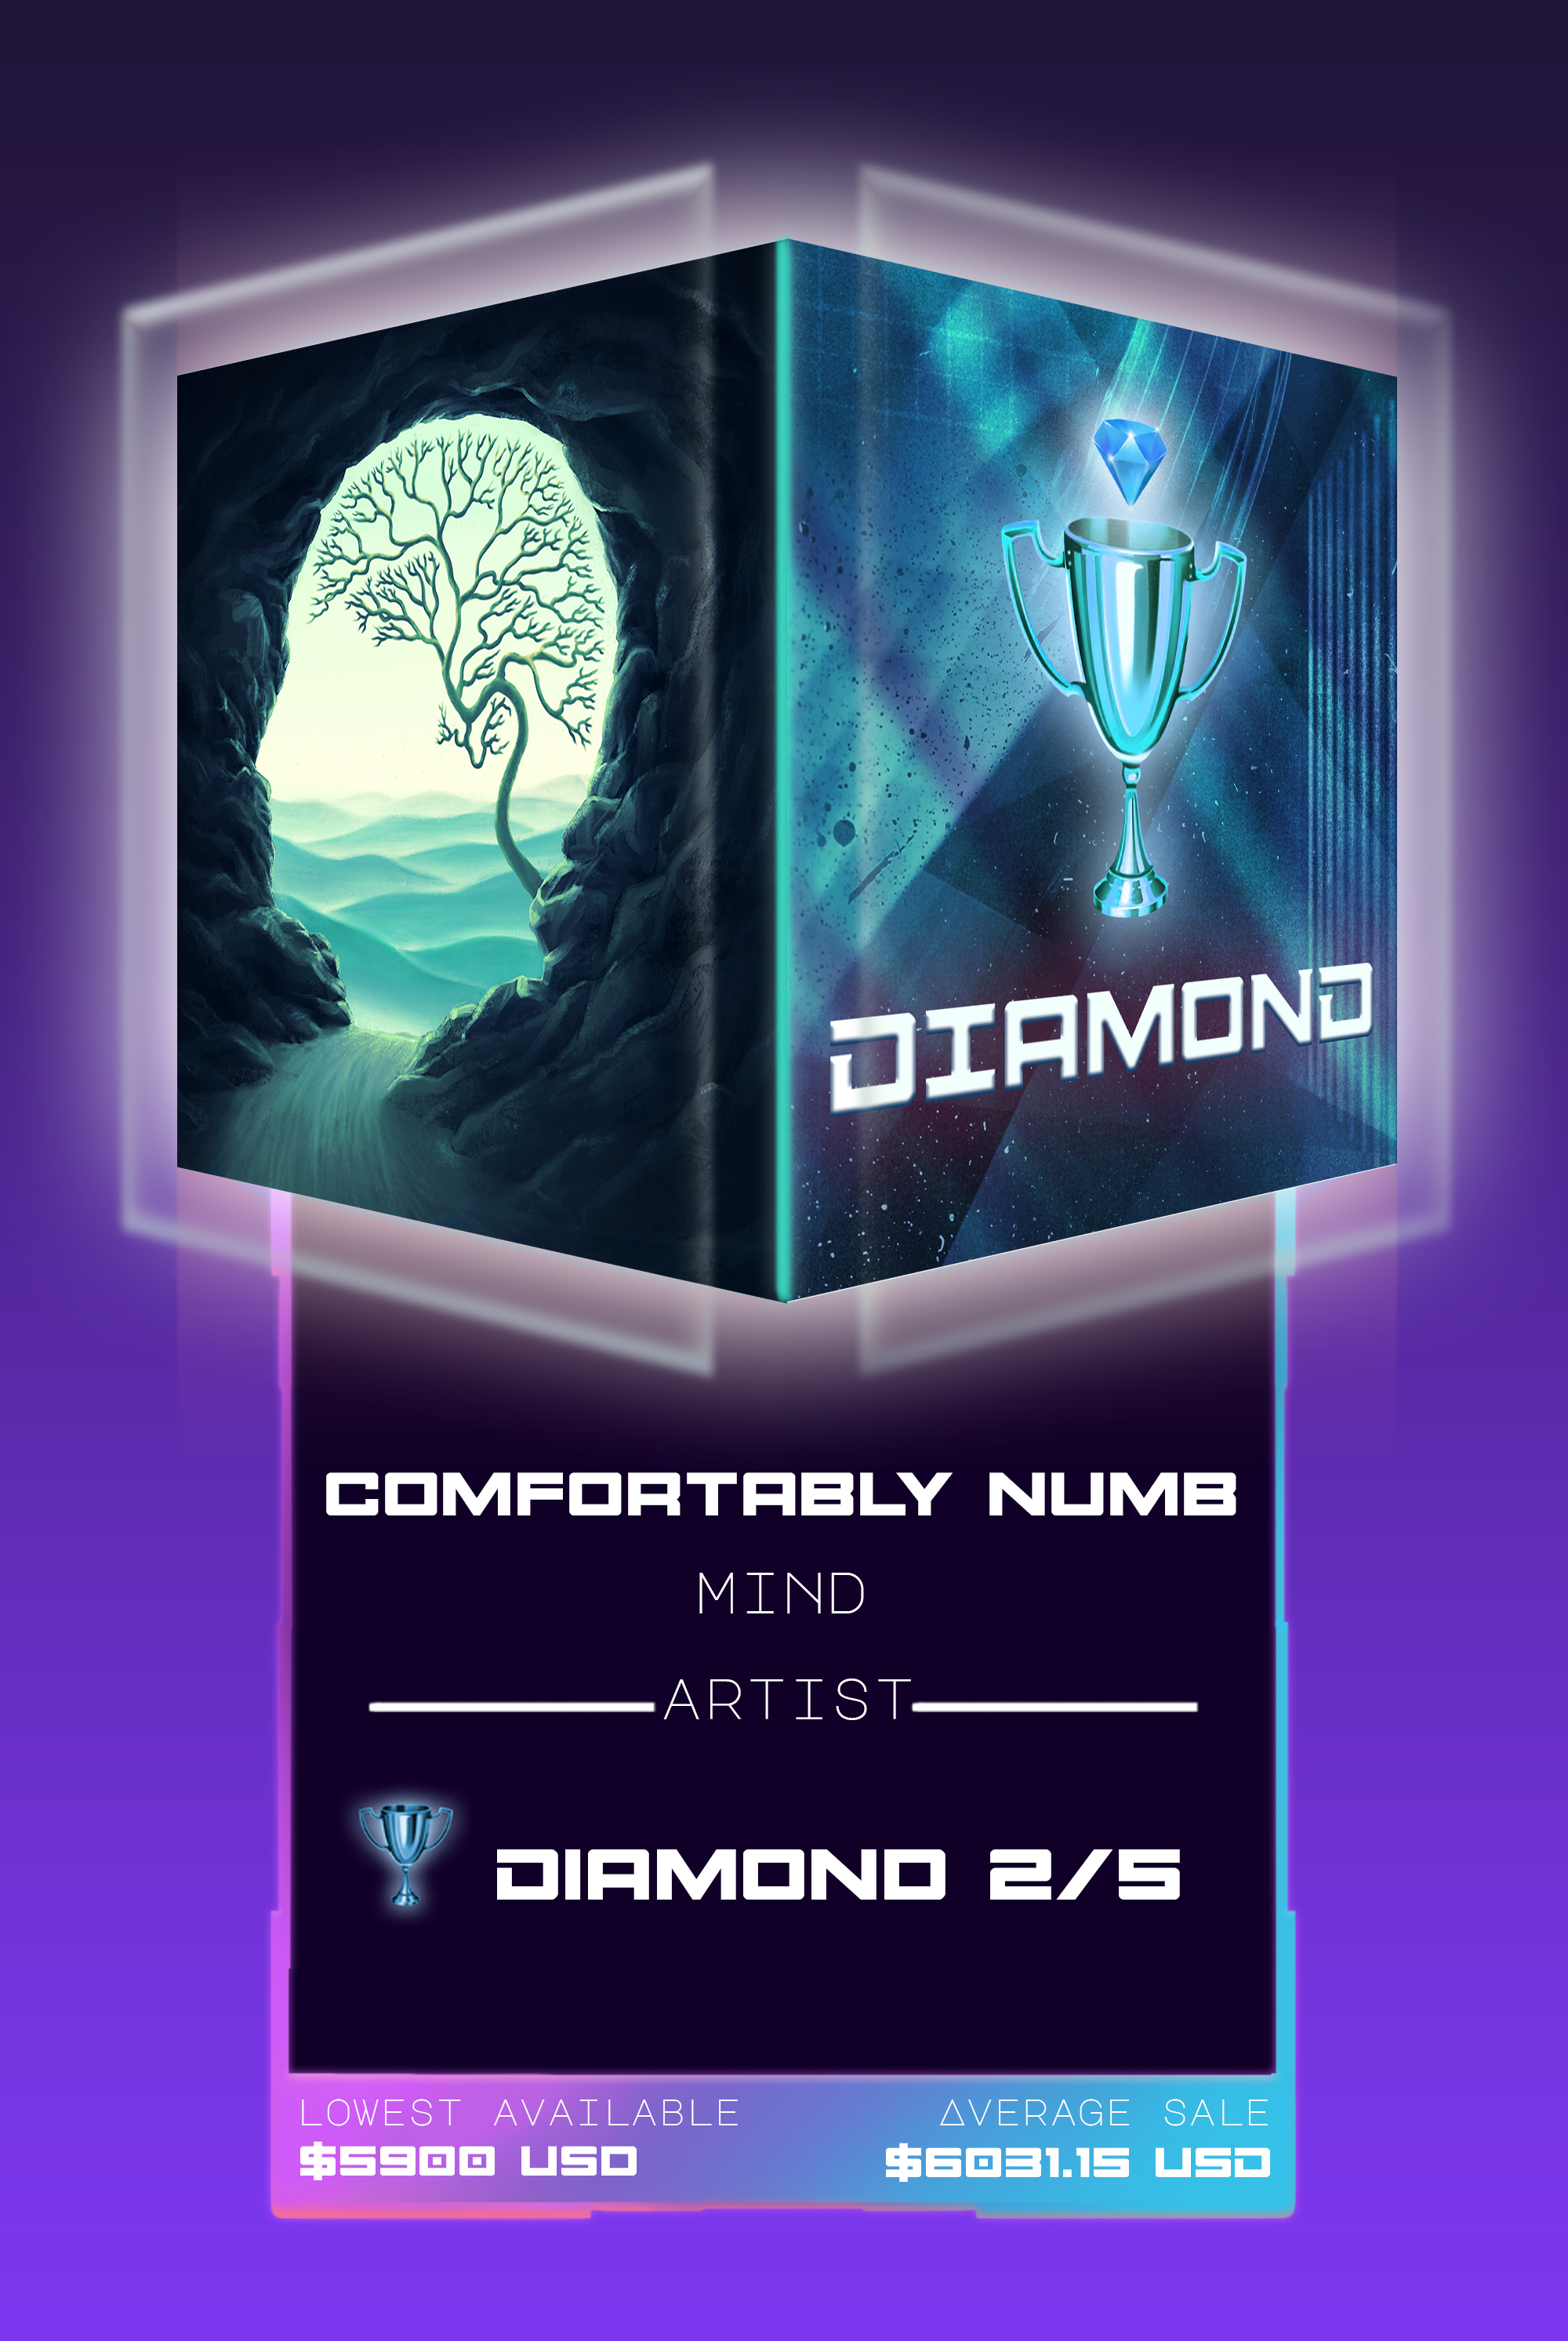 DIAMOND
COMFORTABLY NUMB
MIND
ARTIST
DIAMOND 2/5
LOWEST AVAILABLE
$5900 USD
AVERAGE SALE
$6031.15 USD